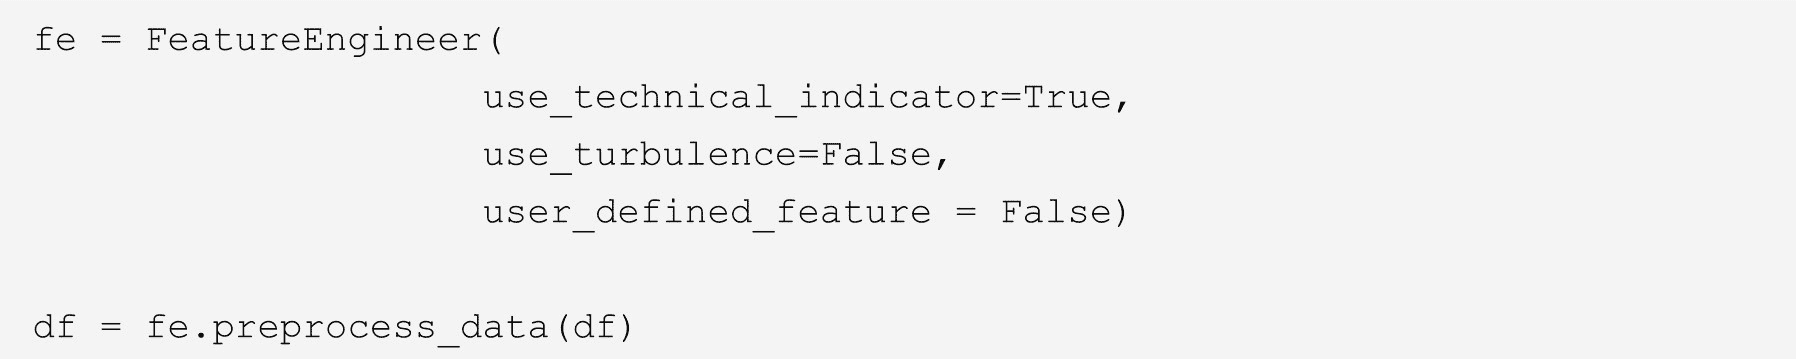 fe = FeatureEngineer(
                    use_technical_indicator=True,
                    use_turbulence=False,
                    user_defined_feature = False)

df = fe.preprocess_data(df)